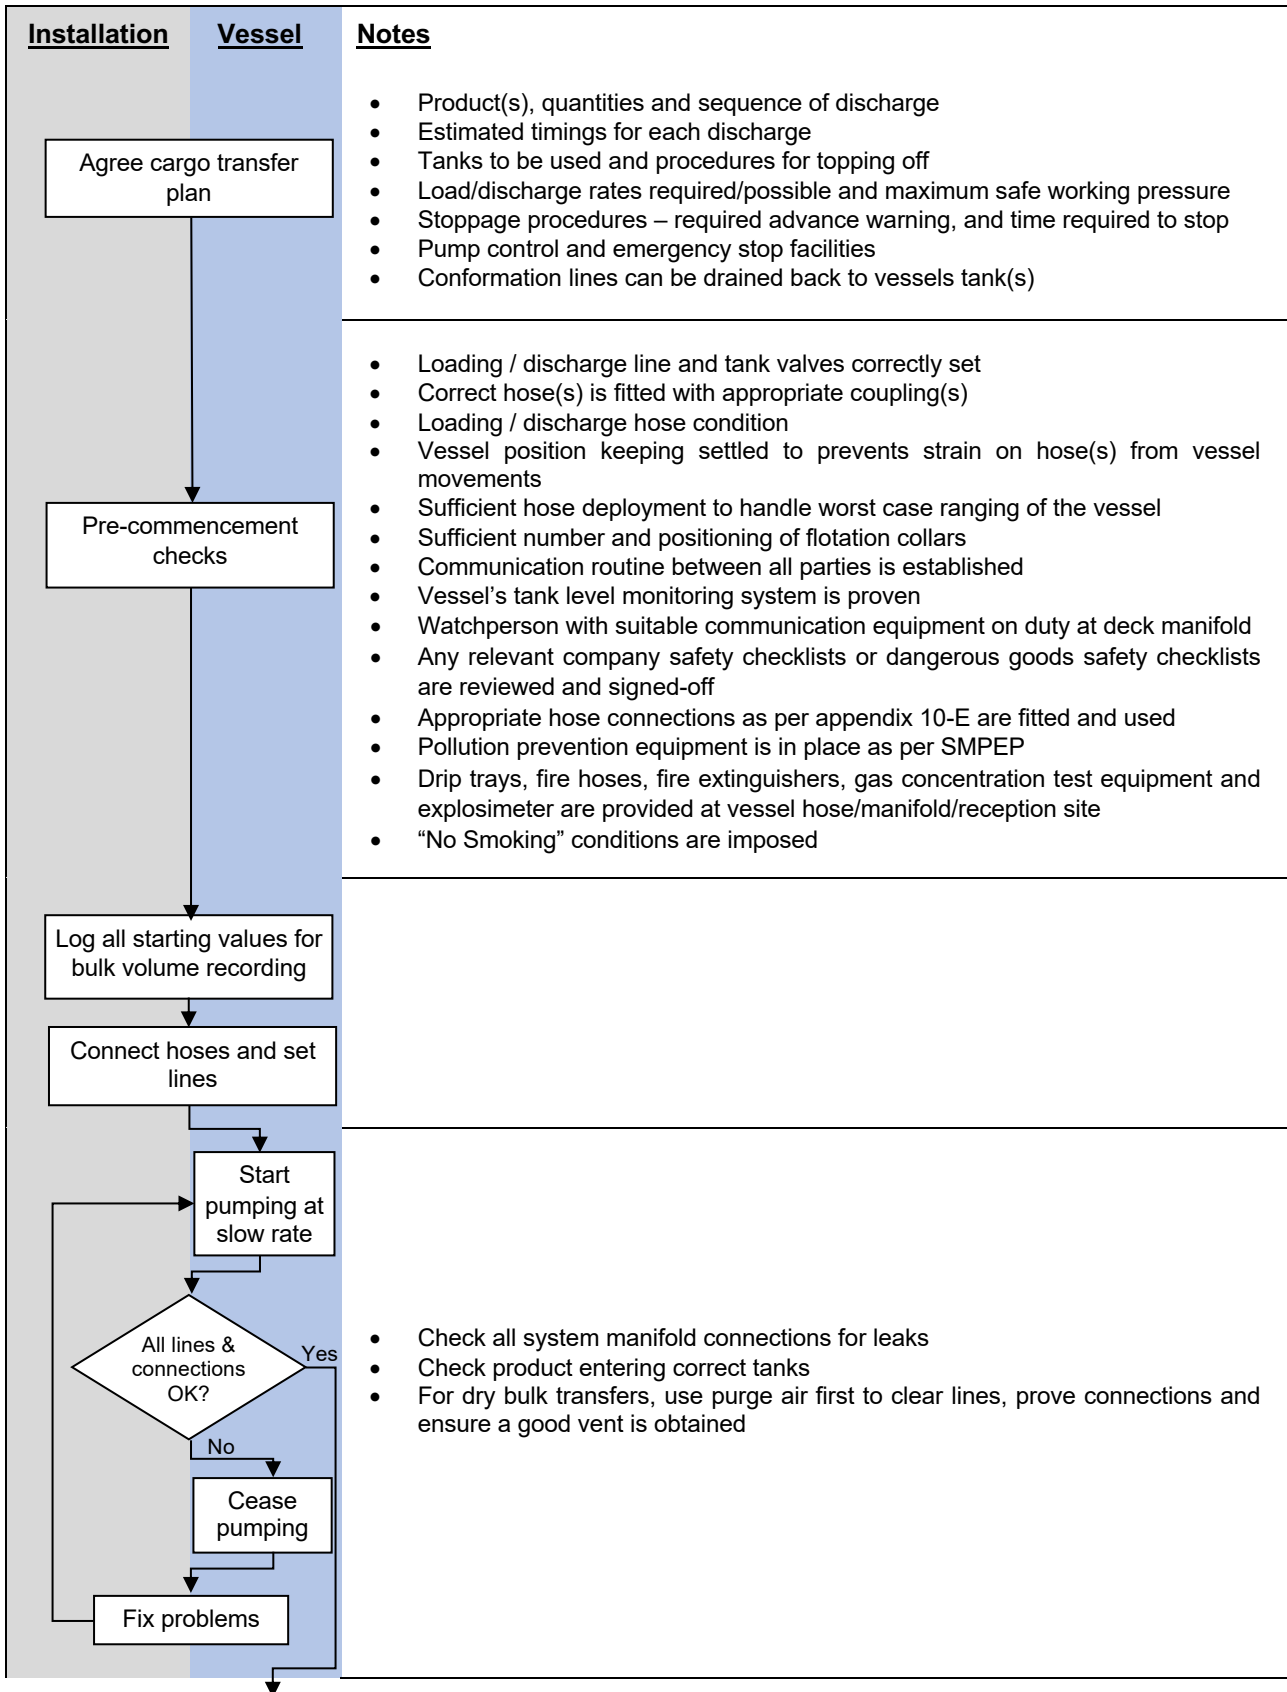 Installation Vessel Notes
• Product(s), quantities and sequence of discharge
• Estimated timings for each discharge
• Tanks to be used and procedures for topping off
• Load/discharge rates required/possible and maximum safe working pressure
• Stoppage procedures – required advance warning, and time required to stop
• Pump control and emergency stop facilities
• Conformation lines can be drained back to vessels tank(s)
Agree cargo transfer
plan
• Loading / discharge line and tank valves correctly set
• Correct hose(s) is fitted with appropriate coupling(s)
• Loading / discharge hose condition
• Vessel position keeping settled to prevents strain on hose(s) from vessel
movements
• Sufficient hose deployment to handle worst case ranging of the vessel
• Sufficient number and positioning of flotation collars
• Communication routine between all parties is established
• Vessel’s tank level monitoring system is proven
• Watchperson with suitable communication equipment on duty at deck manifold
• Any relevant company safety checklists or dangerous goods safety checklists
are reviewed and signed-off
• Appropriate hose connections as per appendix 10-E are fitted and used
• Pollution prevention equipment is in place as per SMPEP
• Drip trays, fire hoses, fire extinguishers, gas concentration test equipment and
explosimeter are provided at vessel hose/manifold/reception site
• “No Smoking” conditions are imposed
Pre-commencement
checks
Log all starting values for
bulk volume recording
Connect hoses and set
lines
Start
pumping at
slow rate
All lines &
connections
OK?
Yes
No
Cease
pumping
Fix problems
• Check all system manifold connections for leaks
• Check product entering correct tanks
• For dry bulk transfers, use purge air first to clear lines, prove connections and
ensure a good vent is obtained